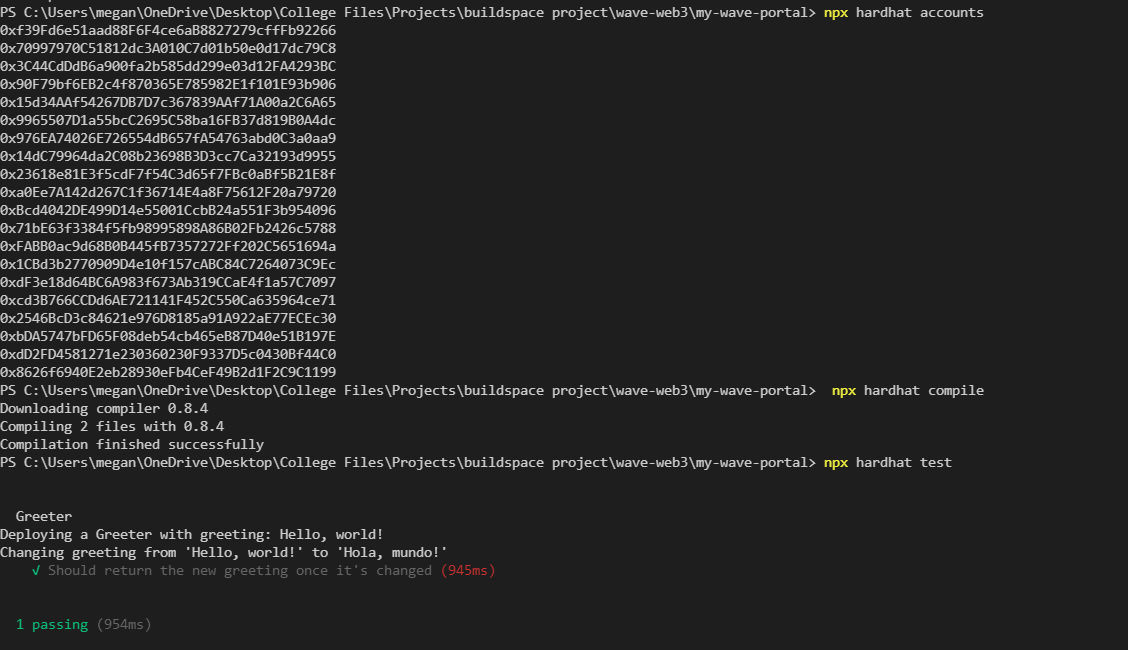 PS C:\Users\megan\OneDrive\Desktop\College Files\Projects\buildspace project\wave-web3\my-wave-portal> npx hardhat accounts
0xf39Fd6e51aad88F6F4ce6aB8827279cffFb92266
0x70997970C51812dc3A010C7d01b50e0d17dc79C8
0x3C44CdDdB6a900fa2b585dd299e03d12FA4293BC
0x90F79bf6EB2c4f870365E785982E1f101E93b906
0x15d34AAf54267DB7D7c367839AAf71A00a2C6A65
0x9965507D1a55bcC2695C58ba16FB37d819B0A4dc
0x976EA74026E726554dB657fA54763abd0C3a0aa9
0x14dC79964da2C08b23698B3D3cc7Ca32193d9955
0x23618e81E3f5cdF7f54C3d65f7FBc0aBf5B21E8f
0xa0Ee7A142d267C1f36714E4a8F75612F20a79720
0xBcd4042DE499D14e55001CcbB24a551F3b954096
0x71bE63f3384f5fb98995898A86B02Fb2426c5788
0xFABB0ac9d68B0B445fB7357272Ff202C5651694a
0x1CBd3b2770909D4e10f157cABC84C7264073C9Ec
0xdF3e18d64BC6A983f673Ab319CCaE4f1a57C7097
0xcd3B766CCDd6AE721141F452C550Ca635964ce71
0x2546BcD3c84621e976D8185a91A922aE77ECEc30
0xbDA5747bFD65F08deb54cb465eB87D40e51B197E
0xdD2FD4581271e230360230F9337D5c0430Bf44C0
0x8626f6940E2eb28930eFb4CeF49B2d1F2C9C1199
PS C:\Users\megan\OneDrive\Desktop\College Files\Projects\buildspace project\wave-web3\my-wave-portal>  npx hardhat compile
Downloading compiler 0.8.4
Compiling 2 files with 0.8.4
Compilation finished successfully
PS C:\Users\megan\OneDrive\Desktop\College Files\Projects\buildspace project\wave-web3\my-wave-portal> npx hardhat test
Greeter
Deploying a Greeter with greeting: Hello, world!
Changing greeting from 'Hello, world!' to 'Hola, mundo!'
√ Should return the new greeting once it's changed (945ms)
1 passing (954ms)